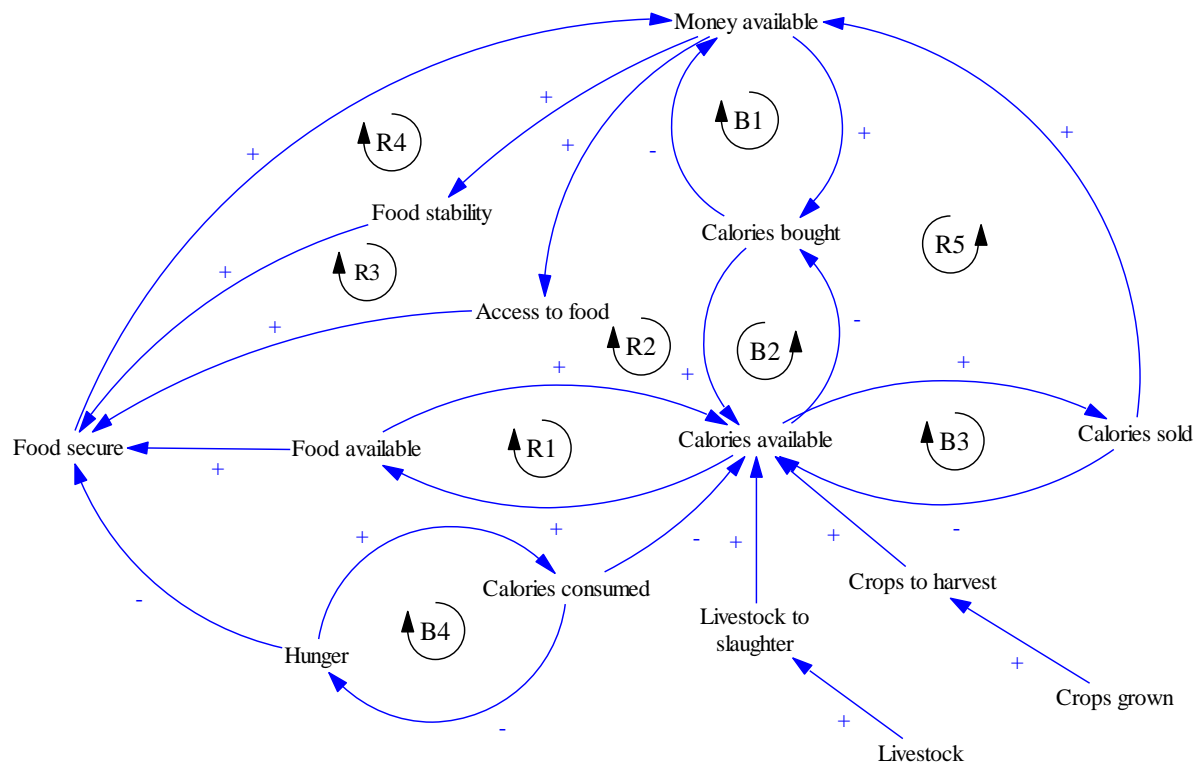 Money available
+
+
R4
B1
+
+
+
-
+
Food stability
Calories bought
R3
R5
+
Access to food
+
R2
B2
-
+
+
+
Food secure
Food available
R1
Calories available
B3
Calories sold
+
+
-
+
+
-
+
Calories consumed
Crops to harvest
-
B4
Livestock to
slaughter
Hunger
+
Crops grown
-
+
Livestock